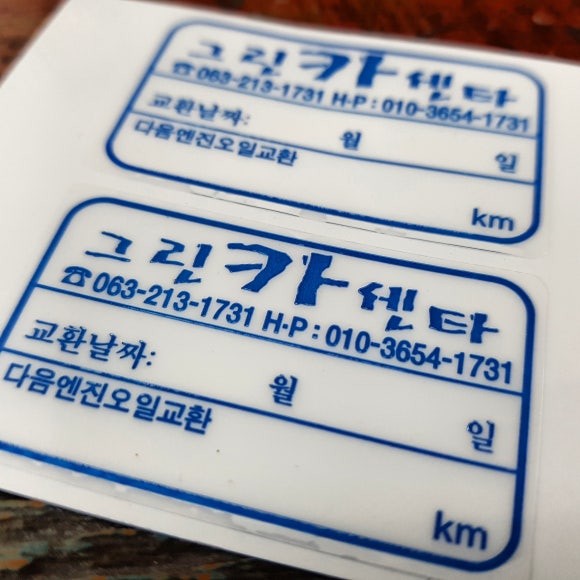 그린카센타
☎063-213-1731 H·P : 010-3654-1731
교환날짜: 월 일
다음엔진오일교환
km
그린카센타
☎063-213-1731 H·P : 010-3654-1731
교환날짜: 월 일
다음엔진오일교환
km